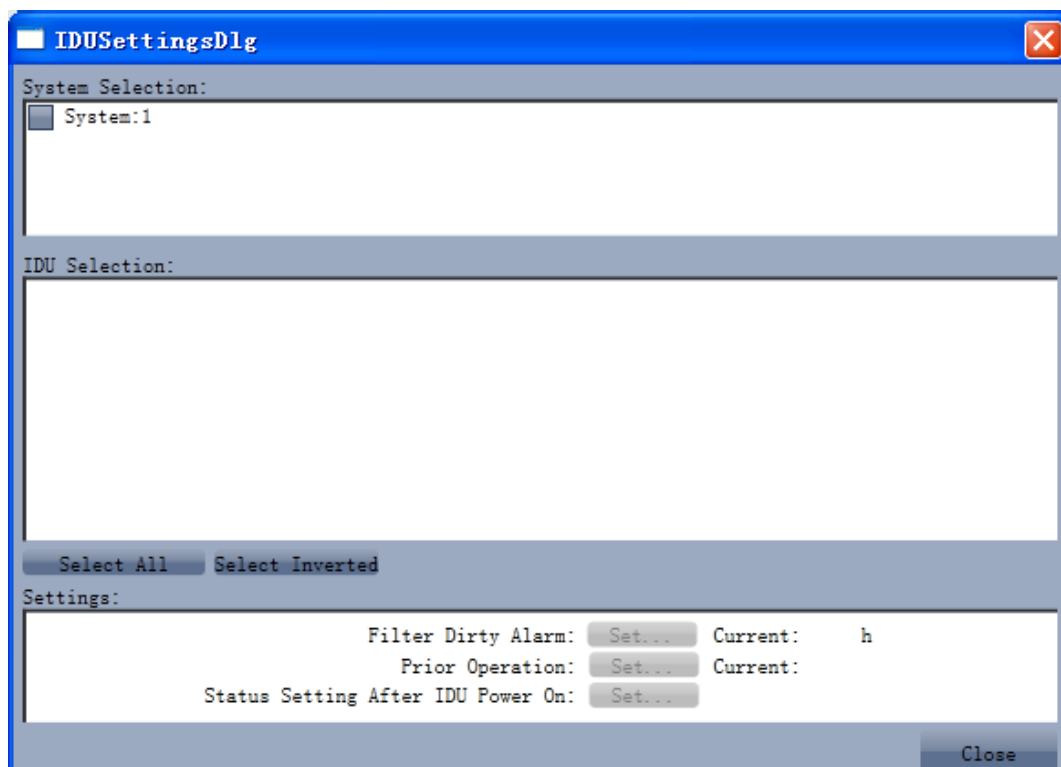 IDUSettingsDlg
System Selection:
System:1
IDU Selection:
Select All Select Inverted
Settings:
Filter Dirty Alarm: Set... Current: h
Prior Operation: Set... Current:
Status Setting After IDU Power On: Set...
Close